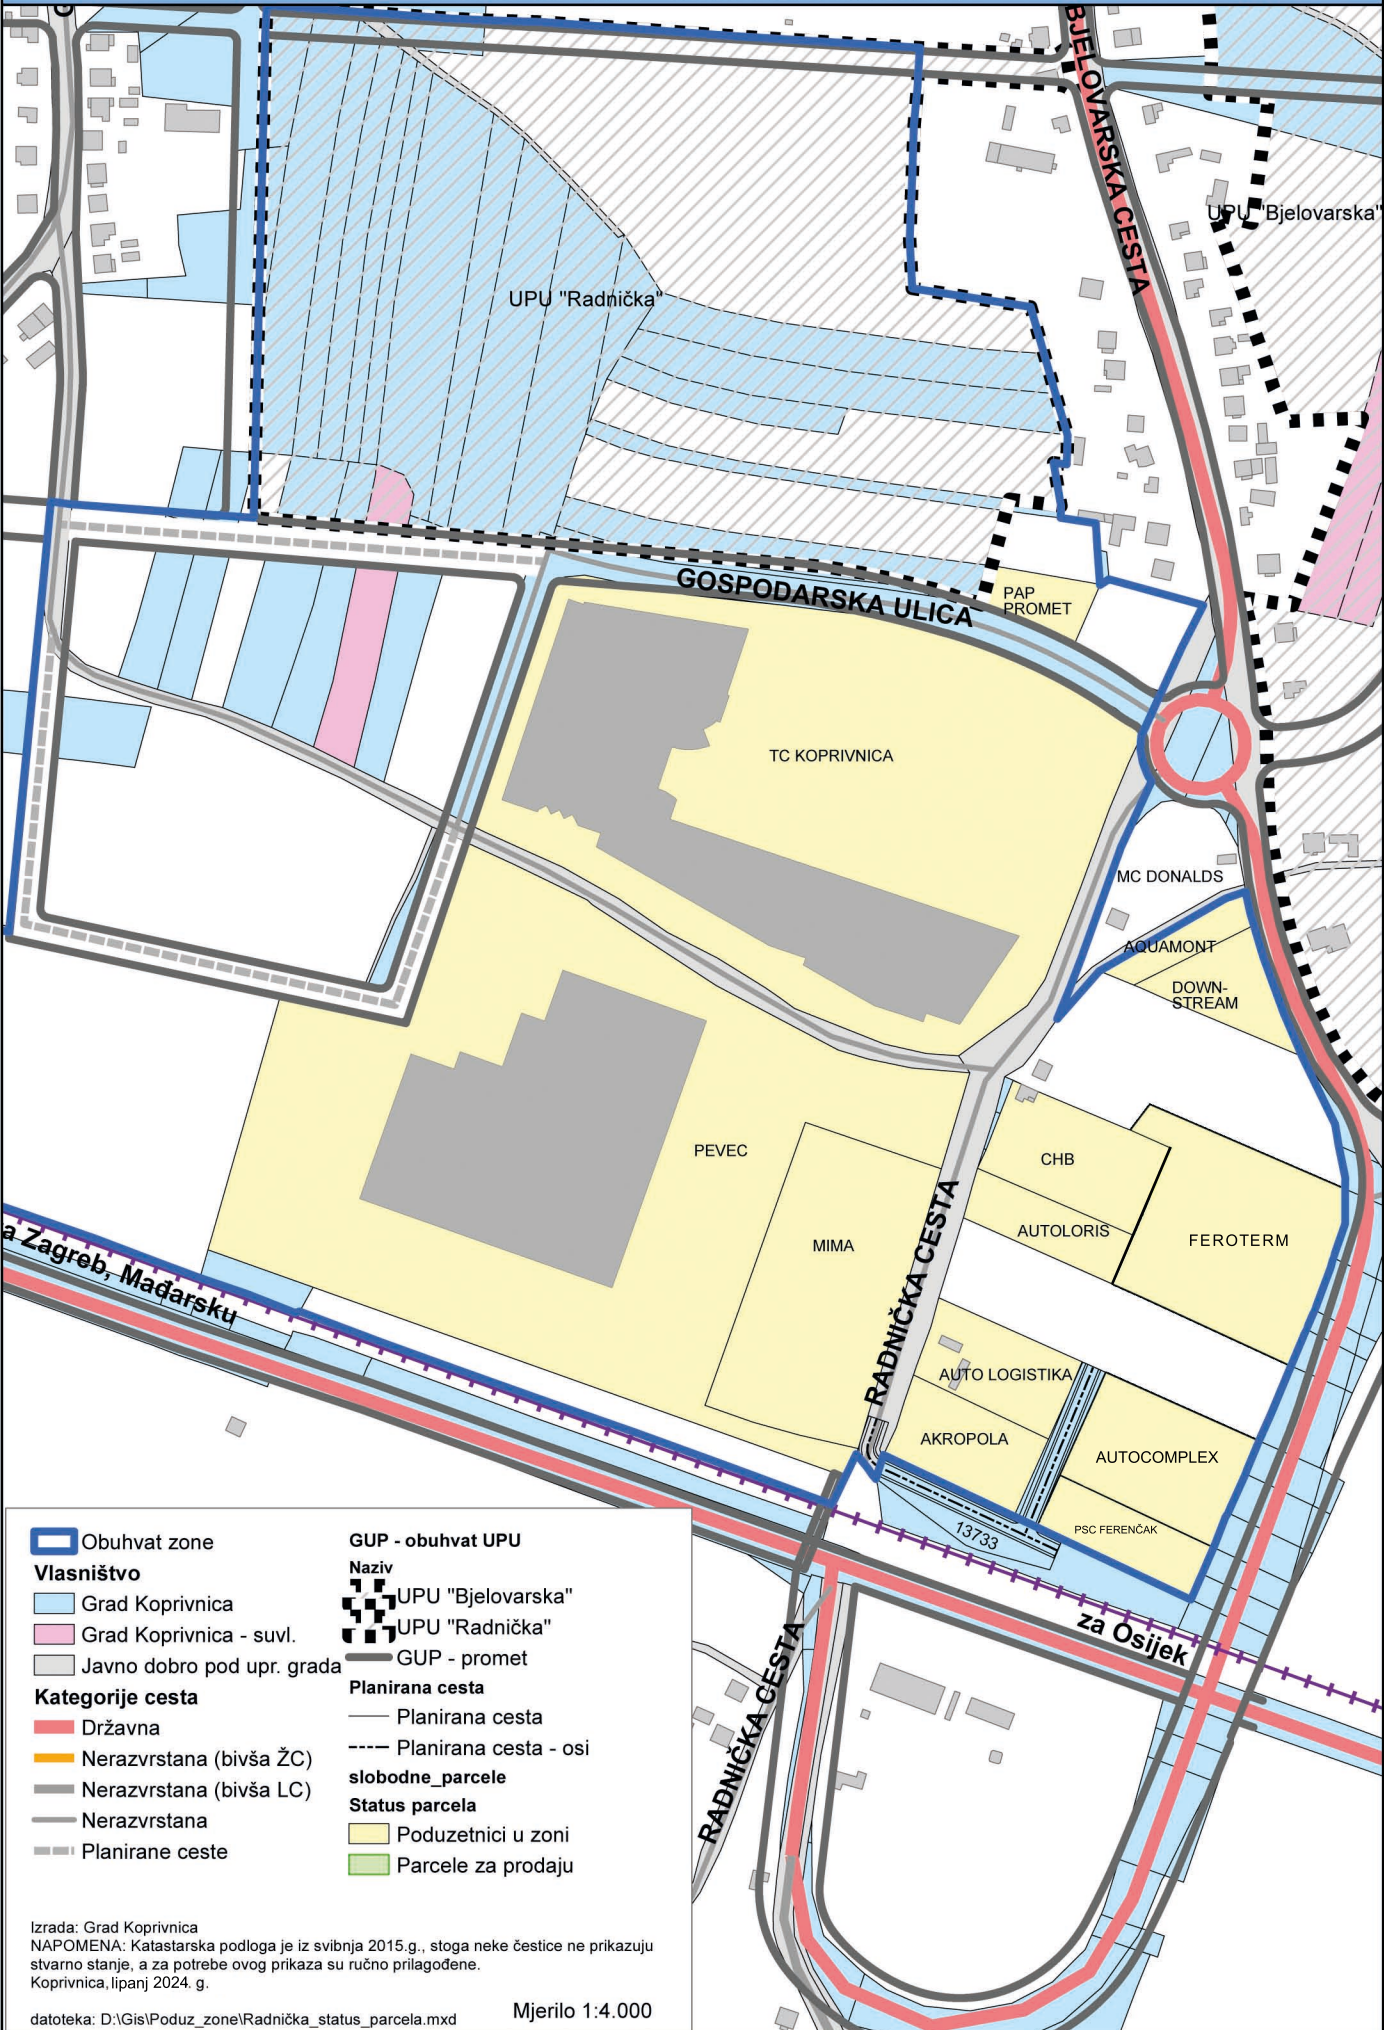 G
BJELOVARSKA CESTA
UPU "Bjelovarska"
UPU "Radnička"
GOSPODARSKA ULICA
PAP
PROMET
TC KOPRIVNICA
MC DONALDS
AQUAMONT
DOWN-
STREAM
PEVEC
CHB
AUTOLORIS
FEROTERM
MIMA
RADNIČKA CESTA
a Zagreb, Mađarsku
AUTO LOGISTIKA
AKROPOLA
AUTOCOMPLEX
PSC FERENČAK
13733
za Osijek
RADNIČKA CESTA
Obuhvat zone
Vlasništvo
Grad Koprivnica
Grad Koprivnica - suvl.
Javno dobro pod upr. grada
Kategorije cesta
Državna
Nerazvrstana (bivša ŽC)
Nerazvrstana (bivša LC)
Nerazvrstana
Planirane ceste
GUP - obuhvat UPU
Naziv
UPU "Bjelovarska"
UPU "Radnička"
GUP - promet
Planirana cesta
Planirana cesta
Planirana cesta - osi
slobodne_parcele
Status parcela
Poduzetnici u zoni
Parcele za prodaju
Izrada: Grad Koprivnica
NAPOMENA: Katastarska podloga je iz svibnja 2015.g., stoga neke čestice ne prikazuju
stvarno stanje, a za potrebe ovog prikaza su ručno prilagođene.
Koprivnica, lipanj 2024. g.
datoteka: D:\Gis\Poduz_zone\Radnička_status_parcela.mxd
Mjerilo 1:4.000